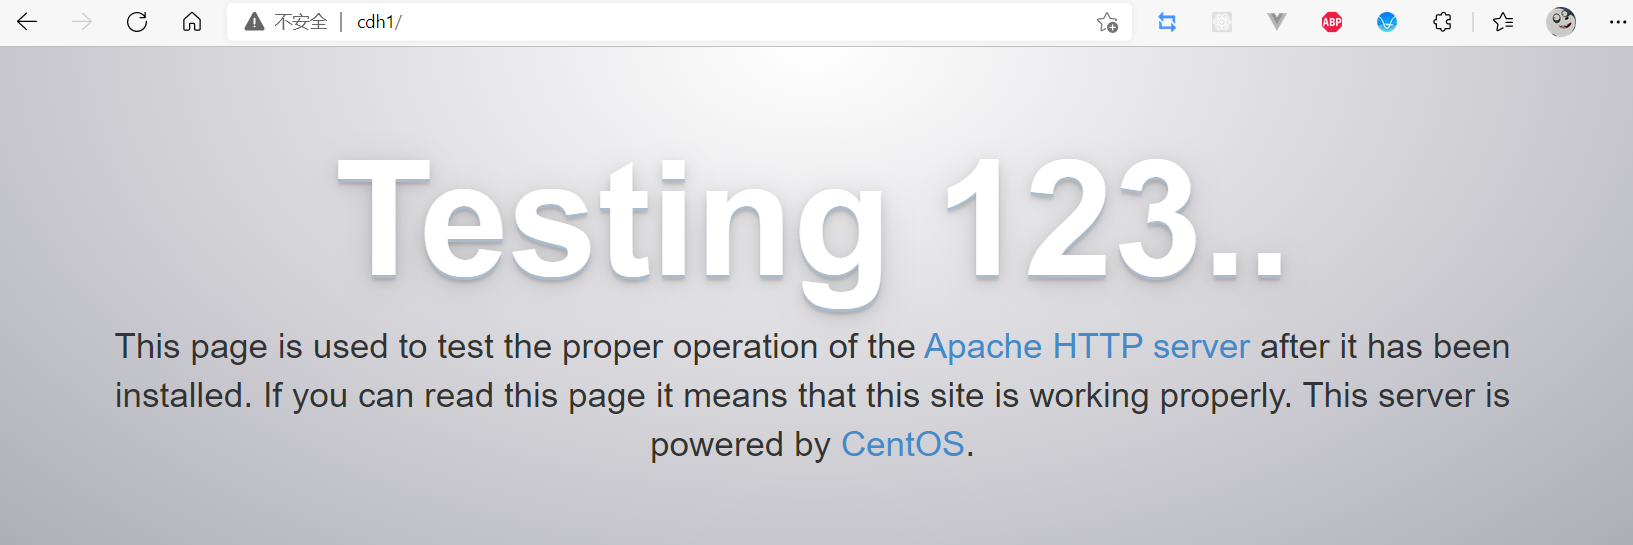 不安全 | cdh1/
ABP
Testing 123..
This page is used to test the proper operation of the Apache HTTP server after it has been
installed. If you can read this page it means that this site is working properly. This server is
powered by CentOS.